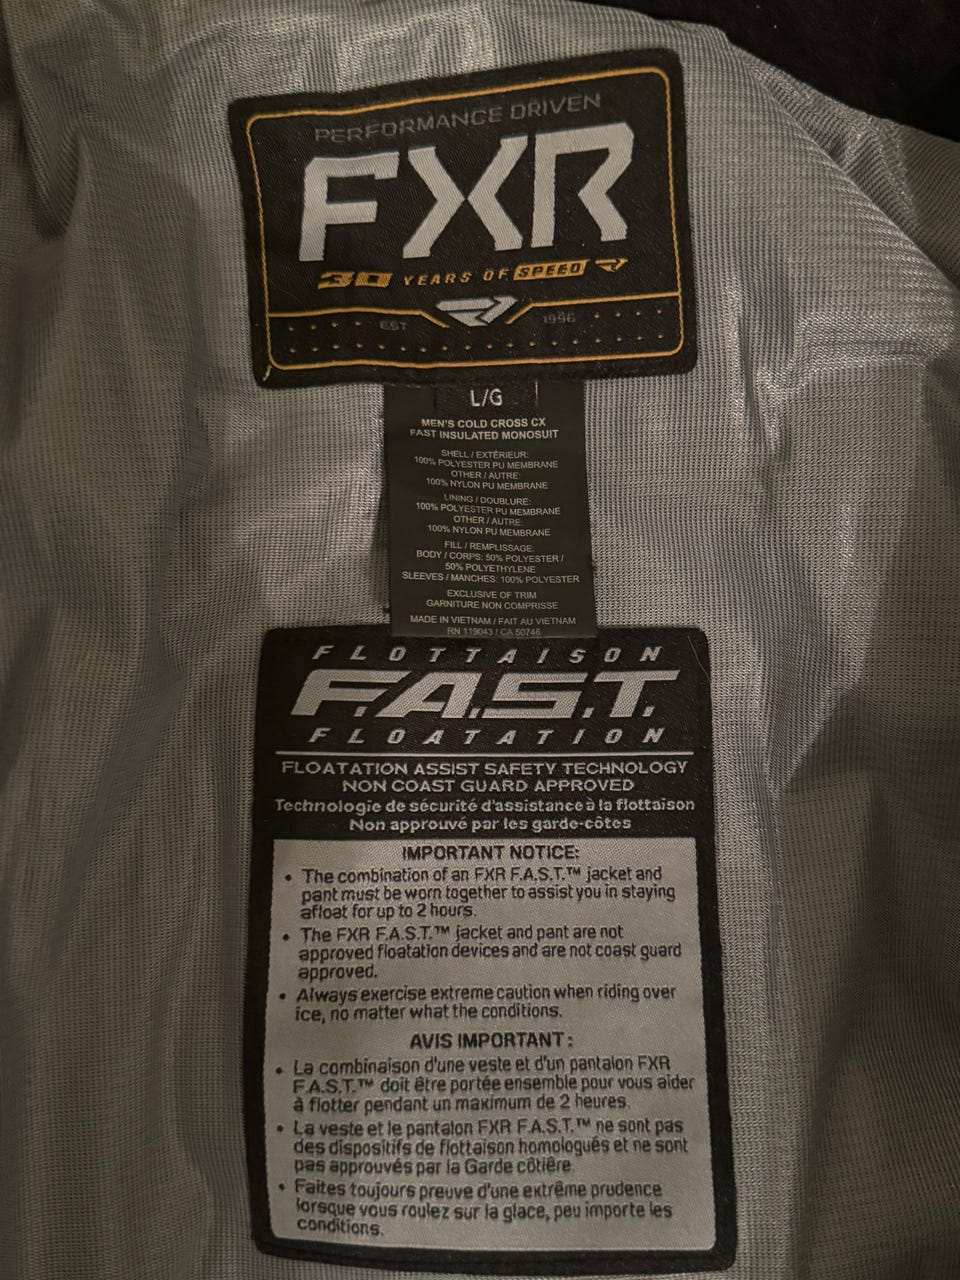 PERFORMANCE DRIVEN
FXR
30 YEARS OF SPEED
EST 1996
L/G
MEN'S COLD CROSS CX
FAST INSULATED MONOSUIT
SHELL / EXTÉRIEUR:
100% POLYESTER PU MEMBRANE
OTHER / AUTRE:
100% NYLON PU MEMBRANE
LINING / DOUBLURE:
100% POLYESTER PU MEMBRANE
OTHER / AUTRE:
100% NYLON PU MEMBRANE
FILL / REMPLISSAGE:
BODY / CORPS: 50% POLYESTER /
50% POLYETHYLENE
SLEEVES / MANCHES: 100% POLYESTER
EXCLUSIVE OF TRIM
GARNITURE NON COMPRISSE
MADE IN VIETNAM / FAIT AU VIETNAM
RN 119043 / CA 50746
FLOTTAISON
F.A.S.T.
FLOATATION
FLOATATION ASSIST SAFETY TECHNOLOGY
NON COAST GUARD APPROVED
Technologie de sécurité d'assistance à la flottaison
Non approuvé par les garde-côtes
IMPORTANT NOTICE:
• The combination of an FXR F.A.S.T.™ jacket and
pant must be worn together to assist you in staying
afloat for up to 2 hours.
• The FXR F.A.S.T.™ jacket and pant are not
approved floatation devices and are not coast guard
approved.
• Always exercise extreme caution when riding over
ice, no matter what the conditions.
AVIS IMPORTANT :
• La combinaison d'une veste et d'un pantalon FXR
F.A.S.T.™ doit être portée ensemble pour vous aider
à flotter pendant un maximum de 2 heures.
• La veste et le pantalon FXR F.A.S.T.™ ne sont pas
des dispositifs de flottaison homologués et ne sont
pas approuvés par la Garde côtière.
• Faites toujours preuve d'une extrême prudence
lorsque vous roulez sur la glace, peu importe les
conditions.